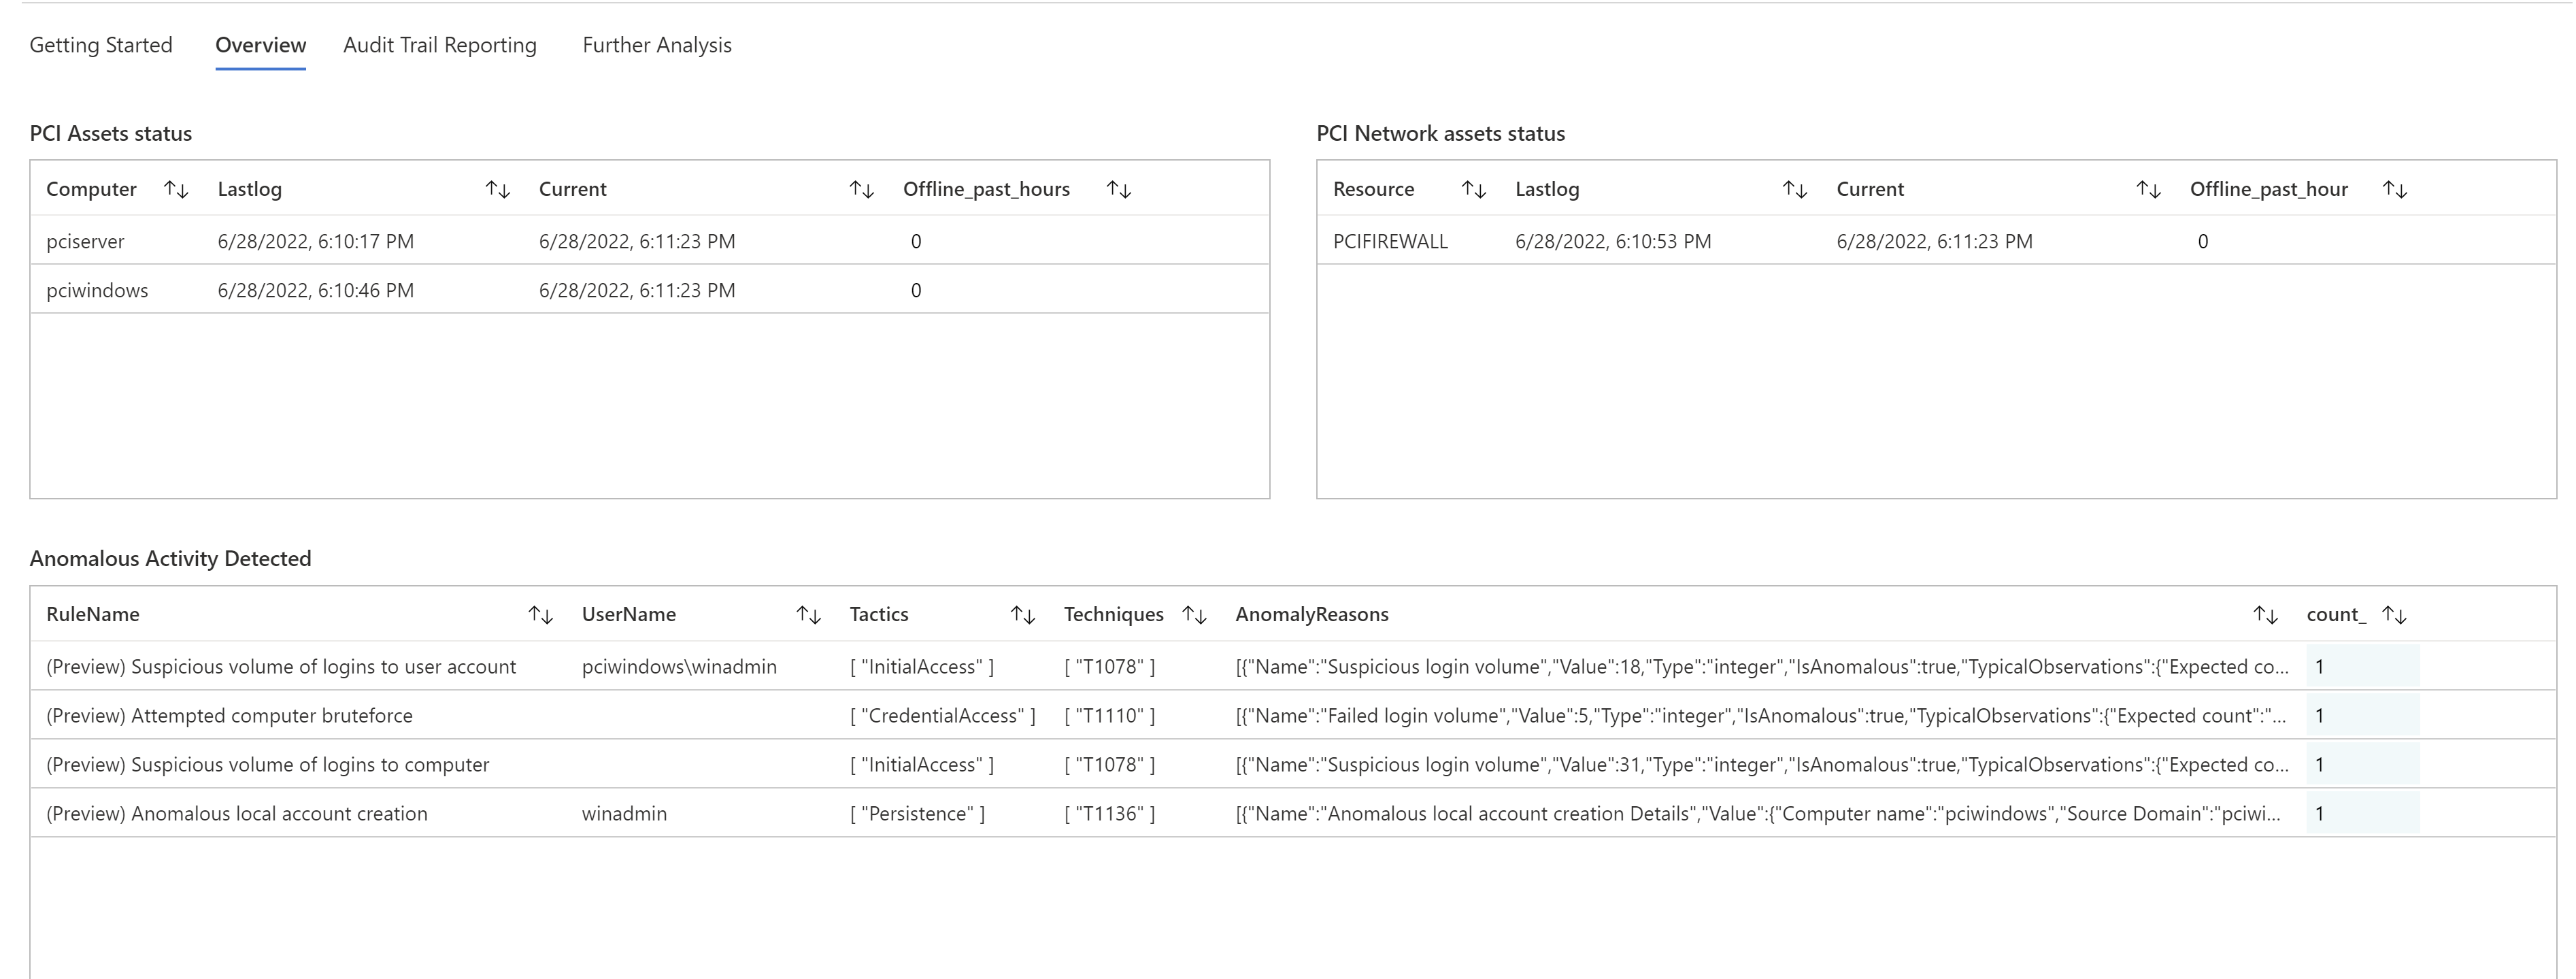 Getting Started Overview Audit Trail Reporting Further Analysis
PCI Assets status
Computer ↑↓ Lastlog ↑↓ Current ↑↓ Offline_past_hours ↑↓
pciserver 6/28/2022, 6:10:17 PM 6/28/2022, 6:11:23 PM 0
pciwindows 6/28/2022, 6:10:46 PM 6/28/2022, 6:11:23 PM 0
PCI Network assets status
Resource ↑↓ Lastlog ↑↓ Current ↑↓ Offline_past_hour ↑↓
PCIFIREWALL 6/28/2022, 6:10:53 PM 6/28/2022, 6:11:23 PM 0
Anomalous Activity Detected
RuleName ↑↓ UserName ↑↓ Tactics ↑↓ Techniques ↑↓ AnomalyReasons ↑↓ count_ ↑↓
(Preview) Suspicious volume of logins to user account pciwindows\winadmin [ "InitialAccess" ] [ "T1078" ] [{"Name":"Suspicious login volume","Value":18,"Type":"integer","IsAnomalous":true,"TypicalObservations":{"Expected co... 1
(Preview) Attempted computer bruteforce [ "CredentialAccess" ] [ "T1110" ] [{"Name":"Failed login volume","Value":5,"Type":"integer","IsAnomalous":true,"TypicalObservations":{"Expected count":"... 1
(Preview) Suspicious volume of logins to computer [ "InitialAccess" ] [ "T1078" ] [{"Name":"Suspicious login volume","Value":31,"Type":"integer","IsAnomalous":true,"TypicalObservations":{"Expected co... 1
(Preview) Anomalous local account creation winadmin [ "Persistence" ] [ "T1136" ] [{"Name":"Anomalous local account creation Details","Value":{"Computer name":"pciwindows","Source Domain":"pciwi... 1